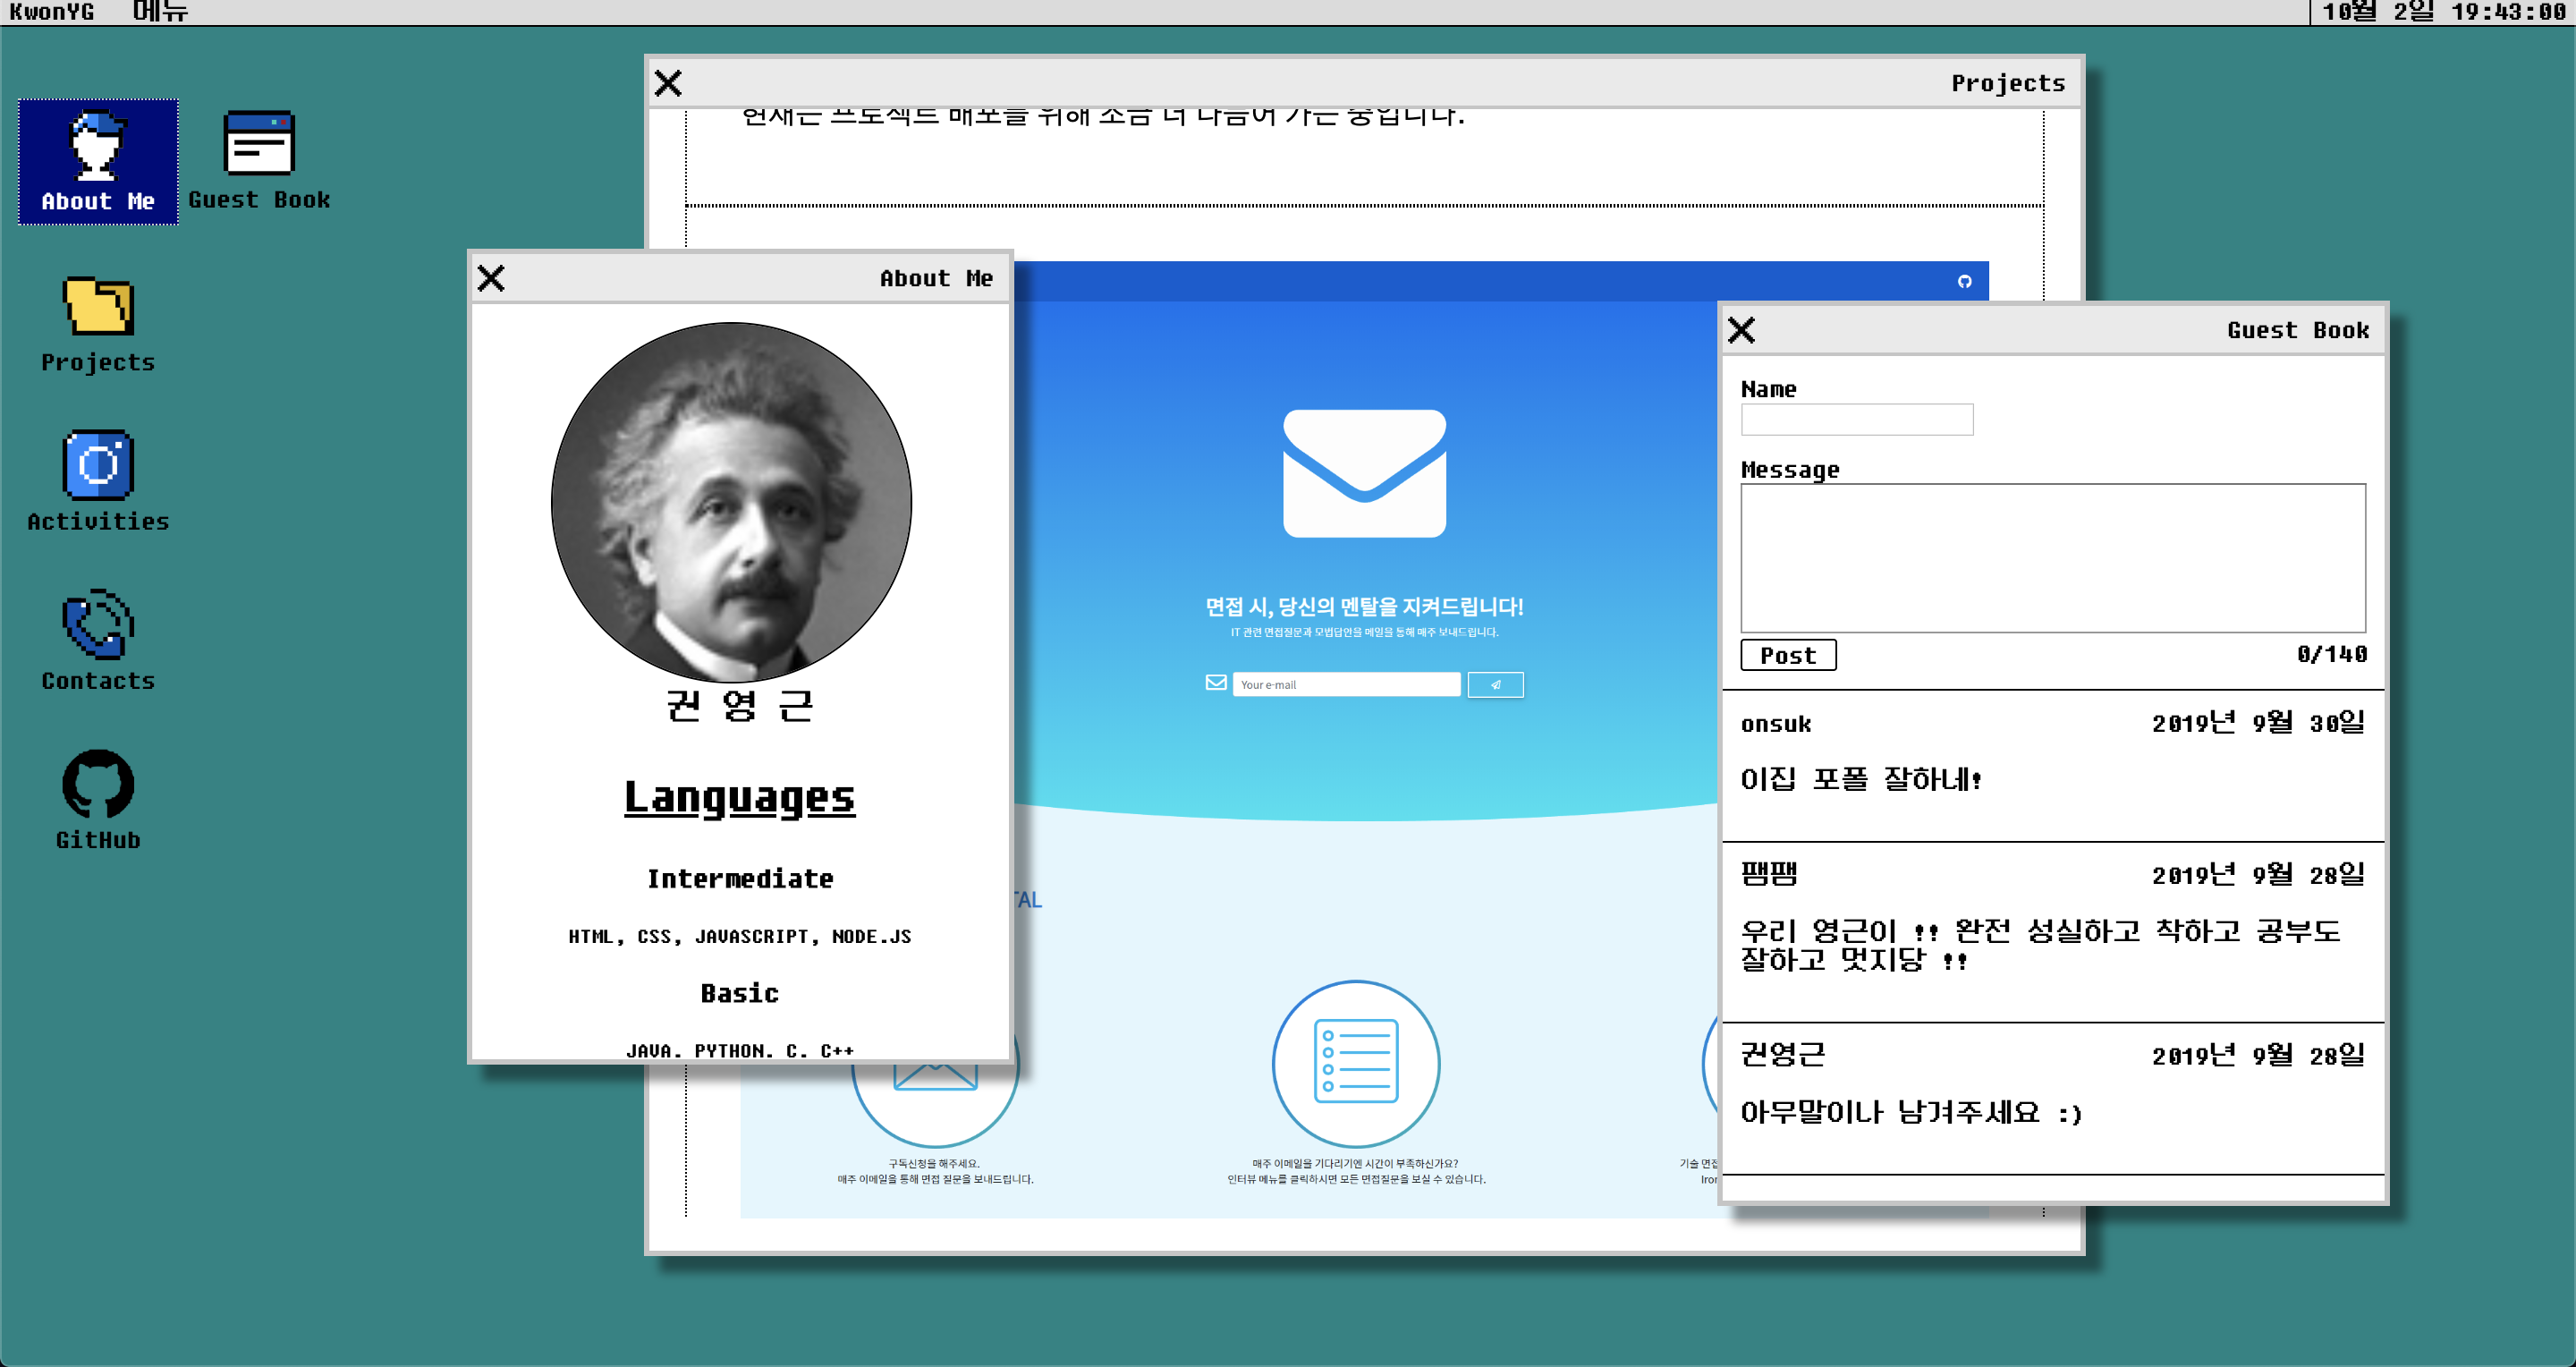 KwonYG 메뉴 10월 2일 19:43:00
About Me
Guest Book
Projects
Activities
Contacts
GitHub
Projects
현재는 프로젝트 배포를 위해 조금 더 다듬어 가는 중입니다.
면접 시, 당신의 멘탈을 지켜드립니다!
IT 관련 면접질문과 모범답안을 메일을 통해 매주 보내드립니다.
Your e-mail
TAL
구독신청을 해주세요.
매주 이메일을 통해 면접 질문을 보내드립니다.
매주 이메일을 기다리기엔 시간이 부족하신가요?
인터뷰 메뉴를 클릭하시면 모든 면접질문을 보실 수 있습니다.
기술 면접
About Me
권영근
Languages
Intermediate
HTML, CSS, JAVASCRIPT, NODE.JS
Basic
JAVA, PYTHON, C, C++
Guest Book
Name
Message
Post 0/140
onsuk 2019년 9월 30일
이집 포폴 잘하네!
팸팸 2019년 9월 28일
우리 영근이 !! 완전 성실하고 착하고 공부도
잘하고 멋지당 !!
권영근 2019년 9월 28일
아무말이나 남겨주세요 :)